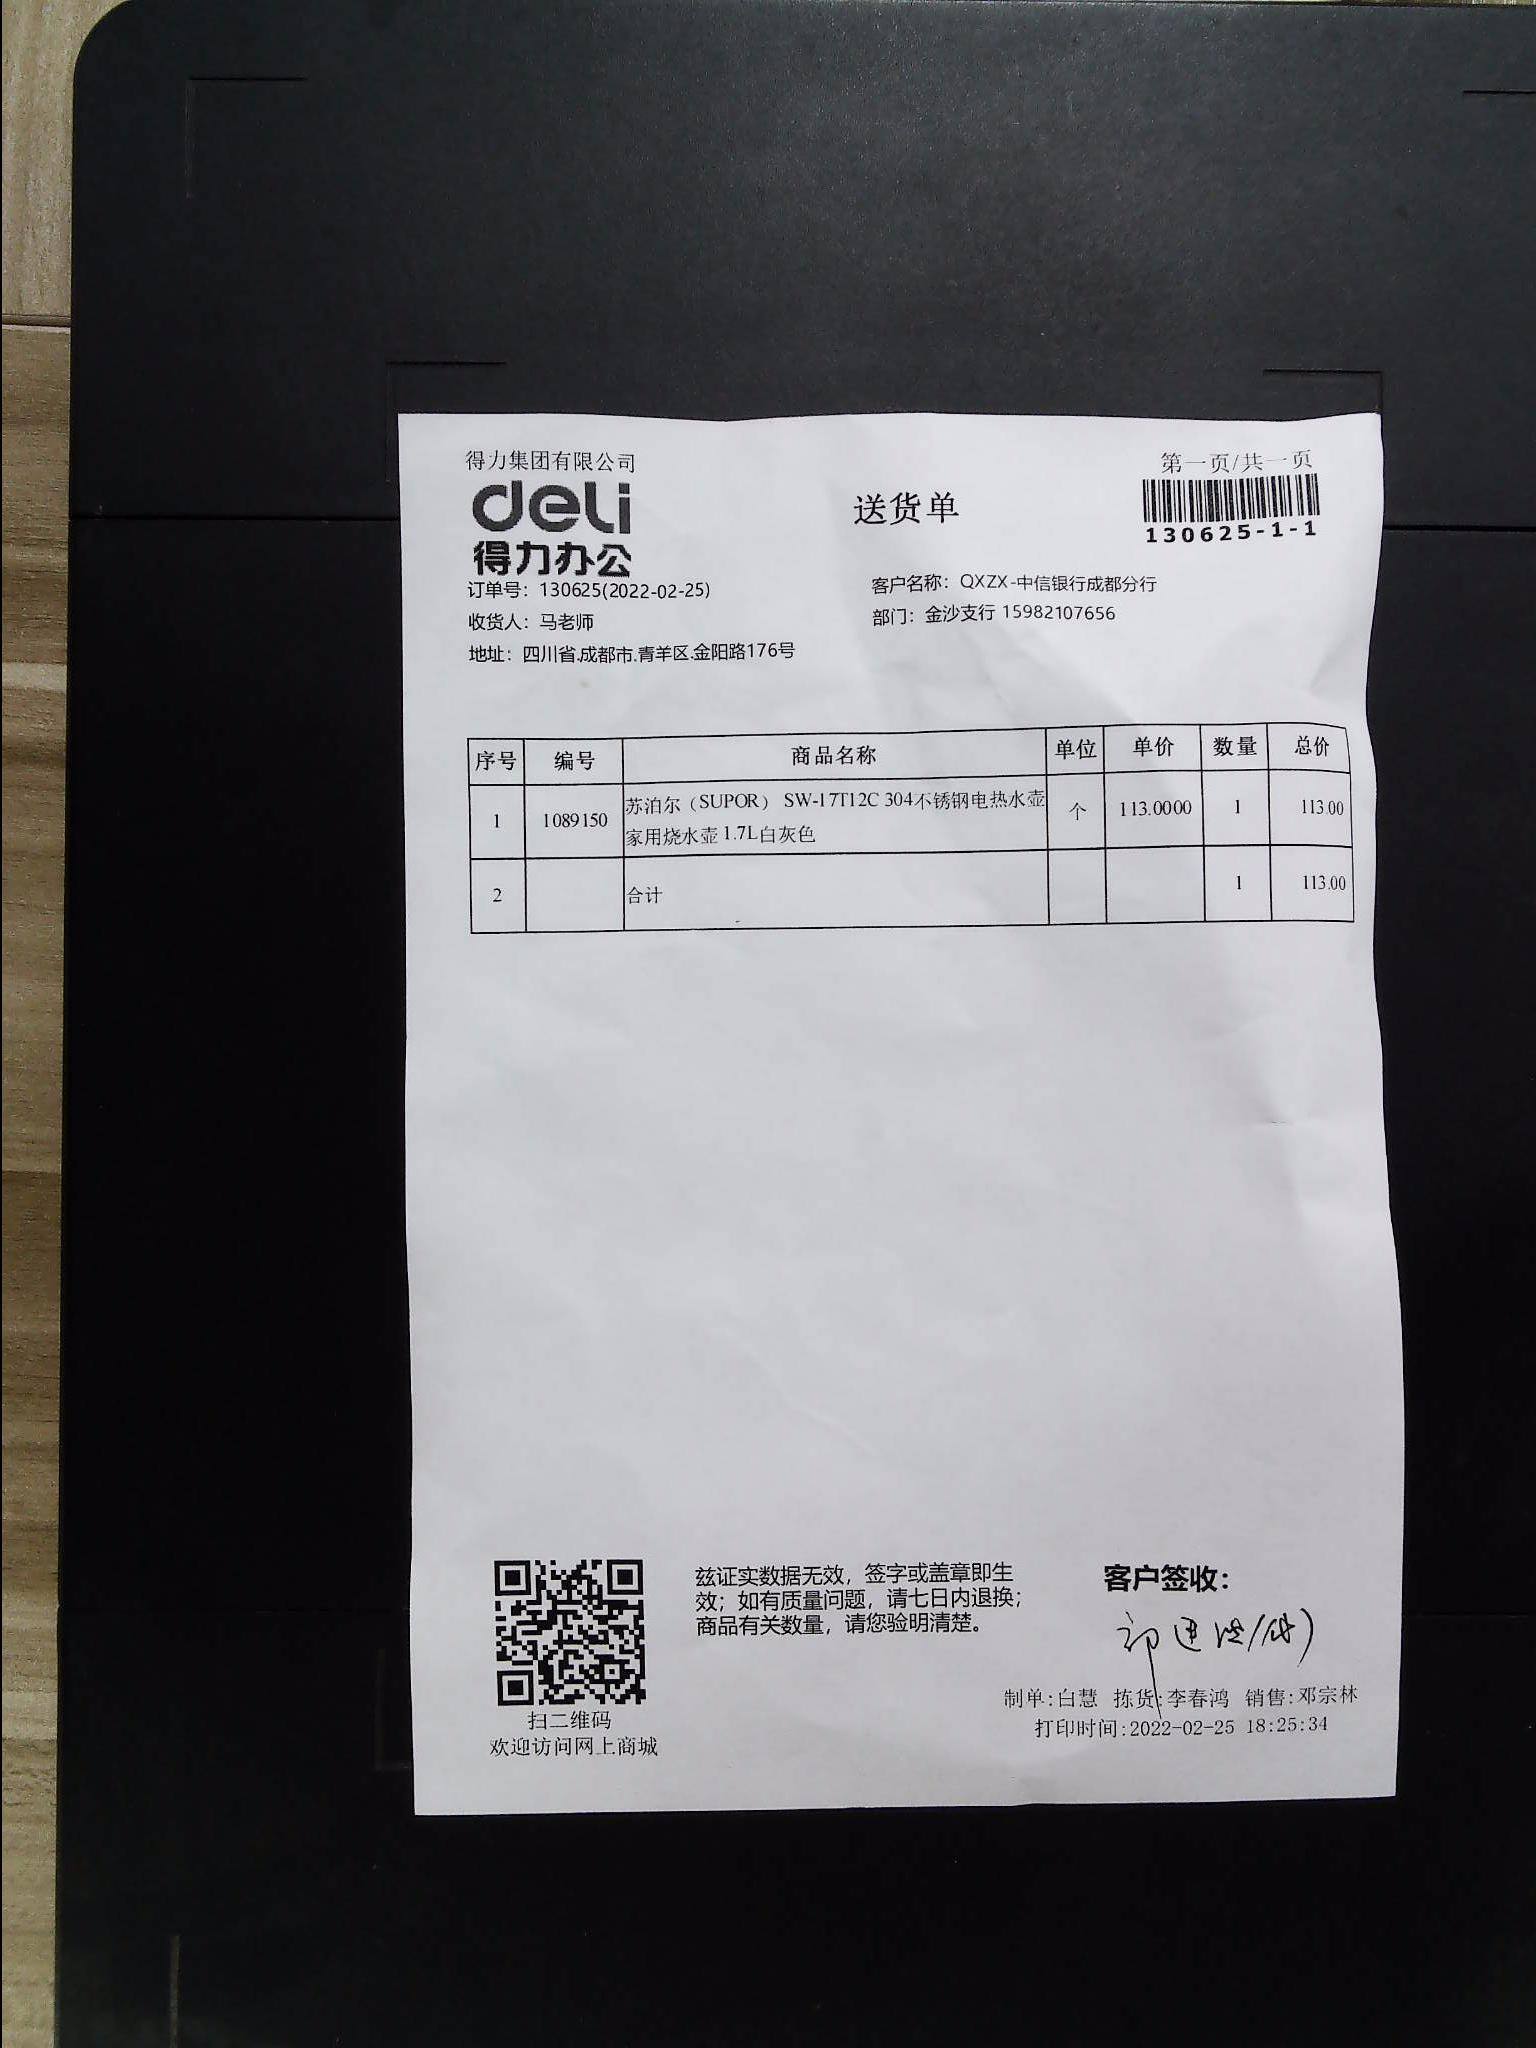 得力集团有限公司
第一页/共一页
deli
得力办公
送货单
130625-1-1
订单号：130625(2022-02-25)
客户名称：QXZX-中信银行成都分行
收货人：马老师
部门：金沙支行 15982107656
地址：四川省.成都市.青羊区.金阳路176号
序号 编号 商品名称 单位 单价 数量 总价
1 1089150 苏泊尔（SUPOR） SW-17T12C 304不锈钢电热水壶 个 113.0000 1 113.00
家用烧水壶 1.7L白灰色
2 合计 1 113.00
兹证实数据无效，签字或盖章即生
效；如有质量问题，请七日内退换；
商品有关数量，请您验明清楚。
客户签收：
扫二维码
欢迎访问网上商城
制单:白慧 拣货:李春鸿 销售:邓宗林
打印时间:2022-02-25 18:25:34